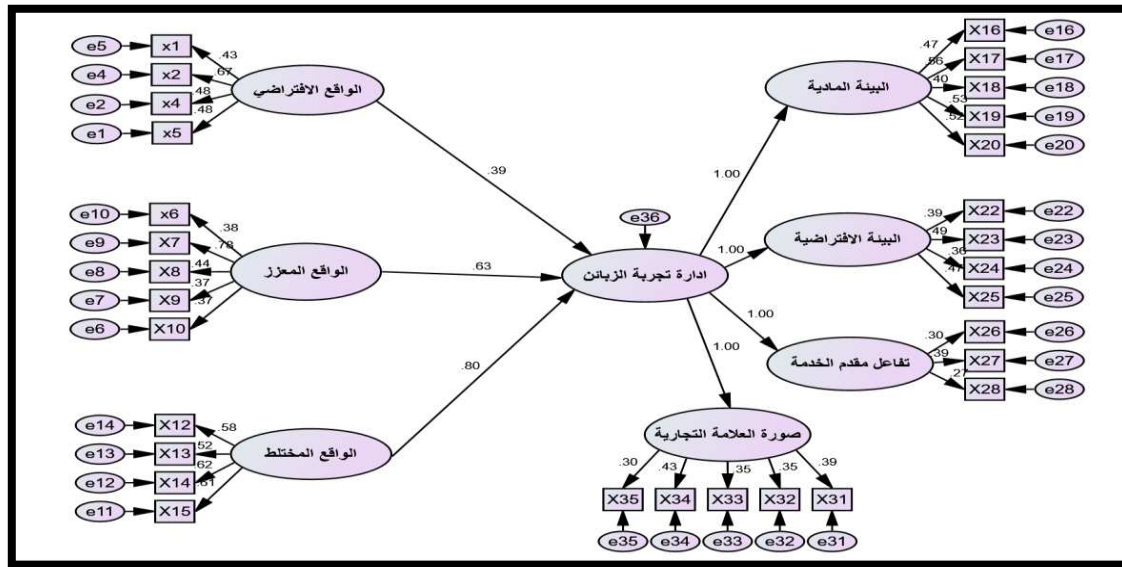 e5 x1 .43
e4 x2 .67
e2 x4 .48
e1 x5 .48
الواقع الافتراضي
.39
e10 x6 .38
e9 X7 .78
e8 X8 .44
e7 X9 .37
e6 X10 .37
الواقع المعزز
.63
e14 X12 .58
e13 X13 .52
e12 X14 .62
e11 X15 .61
الواقع المختلط
.80
e36
ادارة تجربة الزبائن
1.00
1.00
1.00
1.00
البيئة المادية
.47 X16 e16
.56 X17 e17
.40 X18 e18
.53 X19 e19
.52 X20 e20
البيئة الافتراضية
.39 X22 e22
.49 X23 e23
.36 X24 e24
.47 X25 e25
تفاعل مقدم الخدمة
.30 X26 e26
.39 X27 e27
.27 X28 e28
صورة العلامة التجارية
.30 .43 .35 .35 .39
X35 X34 X33 X32 X31
e35 e34 e33 e32 e31